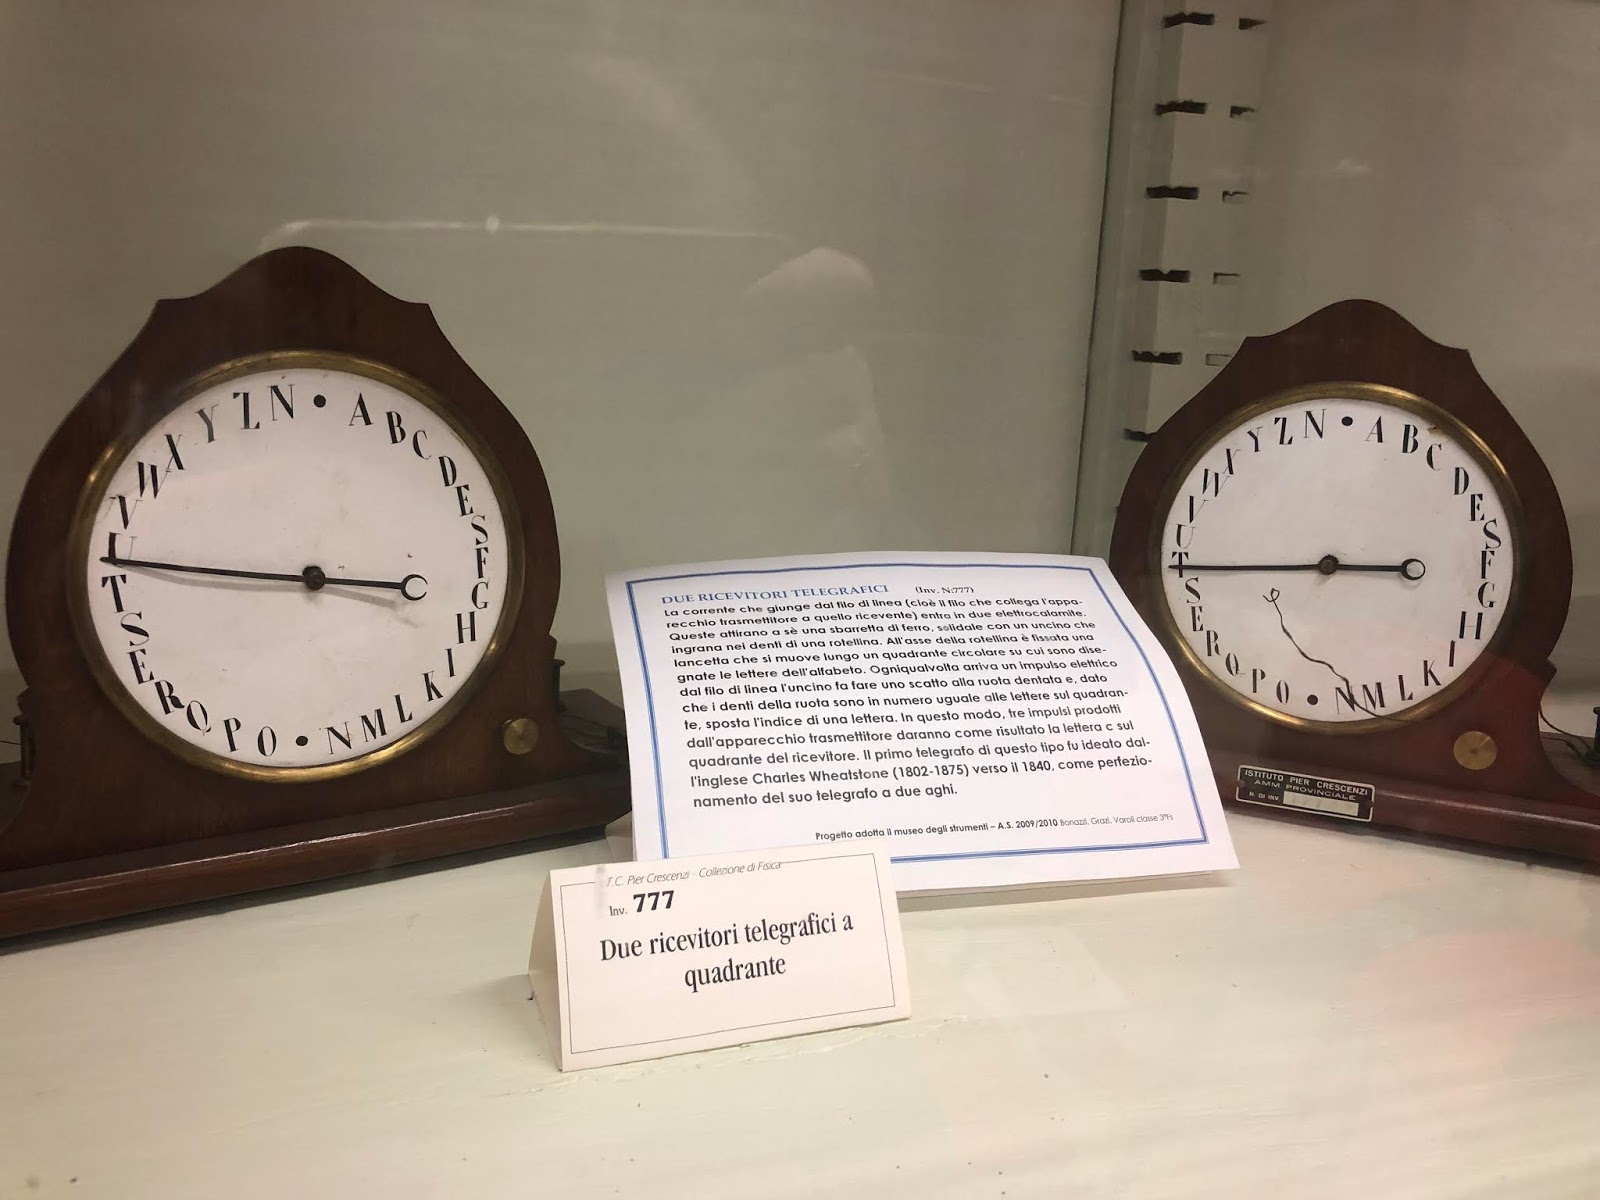 • A B C D E S F G H I K L M N • O P Q R E S T U V W X Y Z N
DUE RICEVITORI TELEGRAFICI (Inv. N:777)
La corrente che giunge dal filo di linea (cioè il filo che collega l'appa-
recchio trasmettitore a quello ricevente) entra in due elettrocalamite.
Queste attirano a sè una sbarretta di ferro, solidale con un uncino che
ingrana nei denti di una rotellina. All'asse della rotellina è fissata una
lancetta che si muove lungo un quadrante circolare su cui sono dise-
gnate le lettere dell'alfabeto. Ogniqualvolta arriva un impulso elettrico
dal filo di linea l'uncino fa fare uno scatto alla ruota dentata e, dato
che i denti della ruota sono in numero uguale alle lettere sul quadran-
te, sposta l'indice di una lettera. In questo modo, tre impulsi prodotti
dall'apparecchio trasmettitore daranno come risultato la lettera c sul
quadrante del ricevitore. Il primo telegrafo di questo tipo fu ideato dal-
l'inglese Charles Wheatstone (1802-1875) verso il 1840, come perfezio-
namento del suo telegrafo a due aghi.
Progetto adotta il museo degli strumenti – A.S. 2009/2010 Bonazzi, Grazi, Varoli classe 3°Fs
• A B C D E S F G H I K L M N • O P Q R E S T U V W X Y Z N
ISTITUTO PIER CRESCENZI
AMM. PROVINCIALE
N. DI INV.
I.T.C. Pier Crescenzi - Collezione di Fisica
Inv. 777
Due ricevitori telegrafici a
quadrante